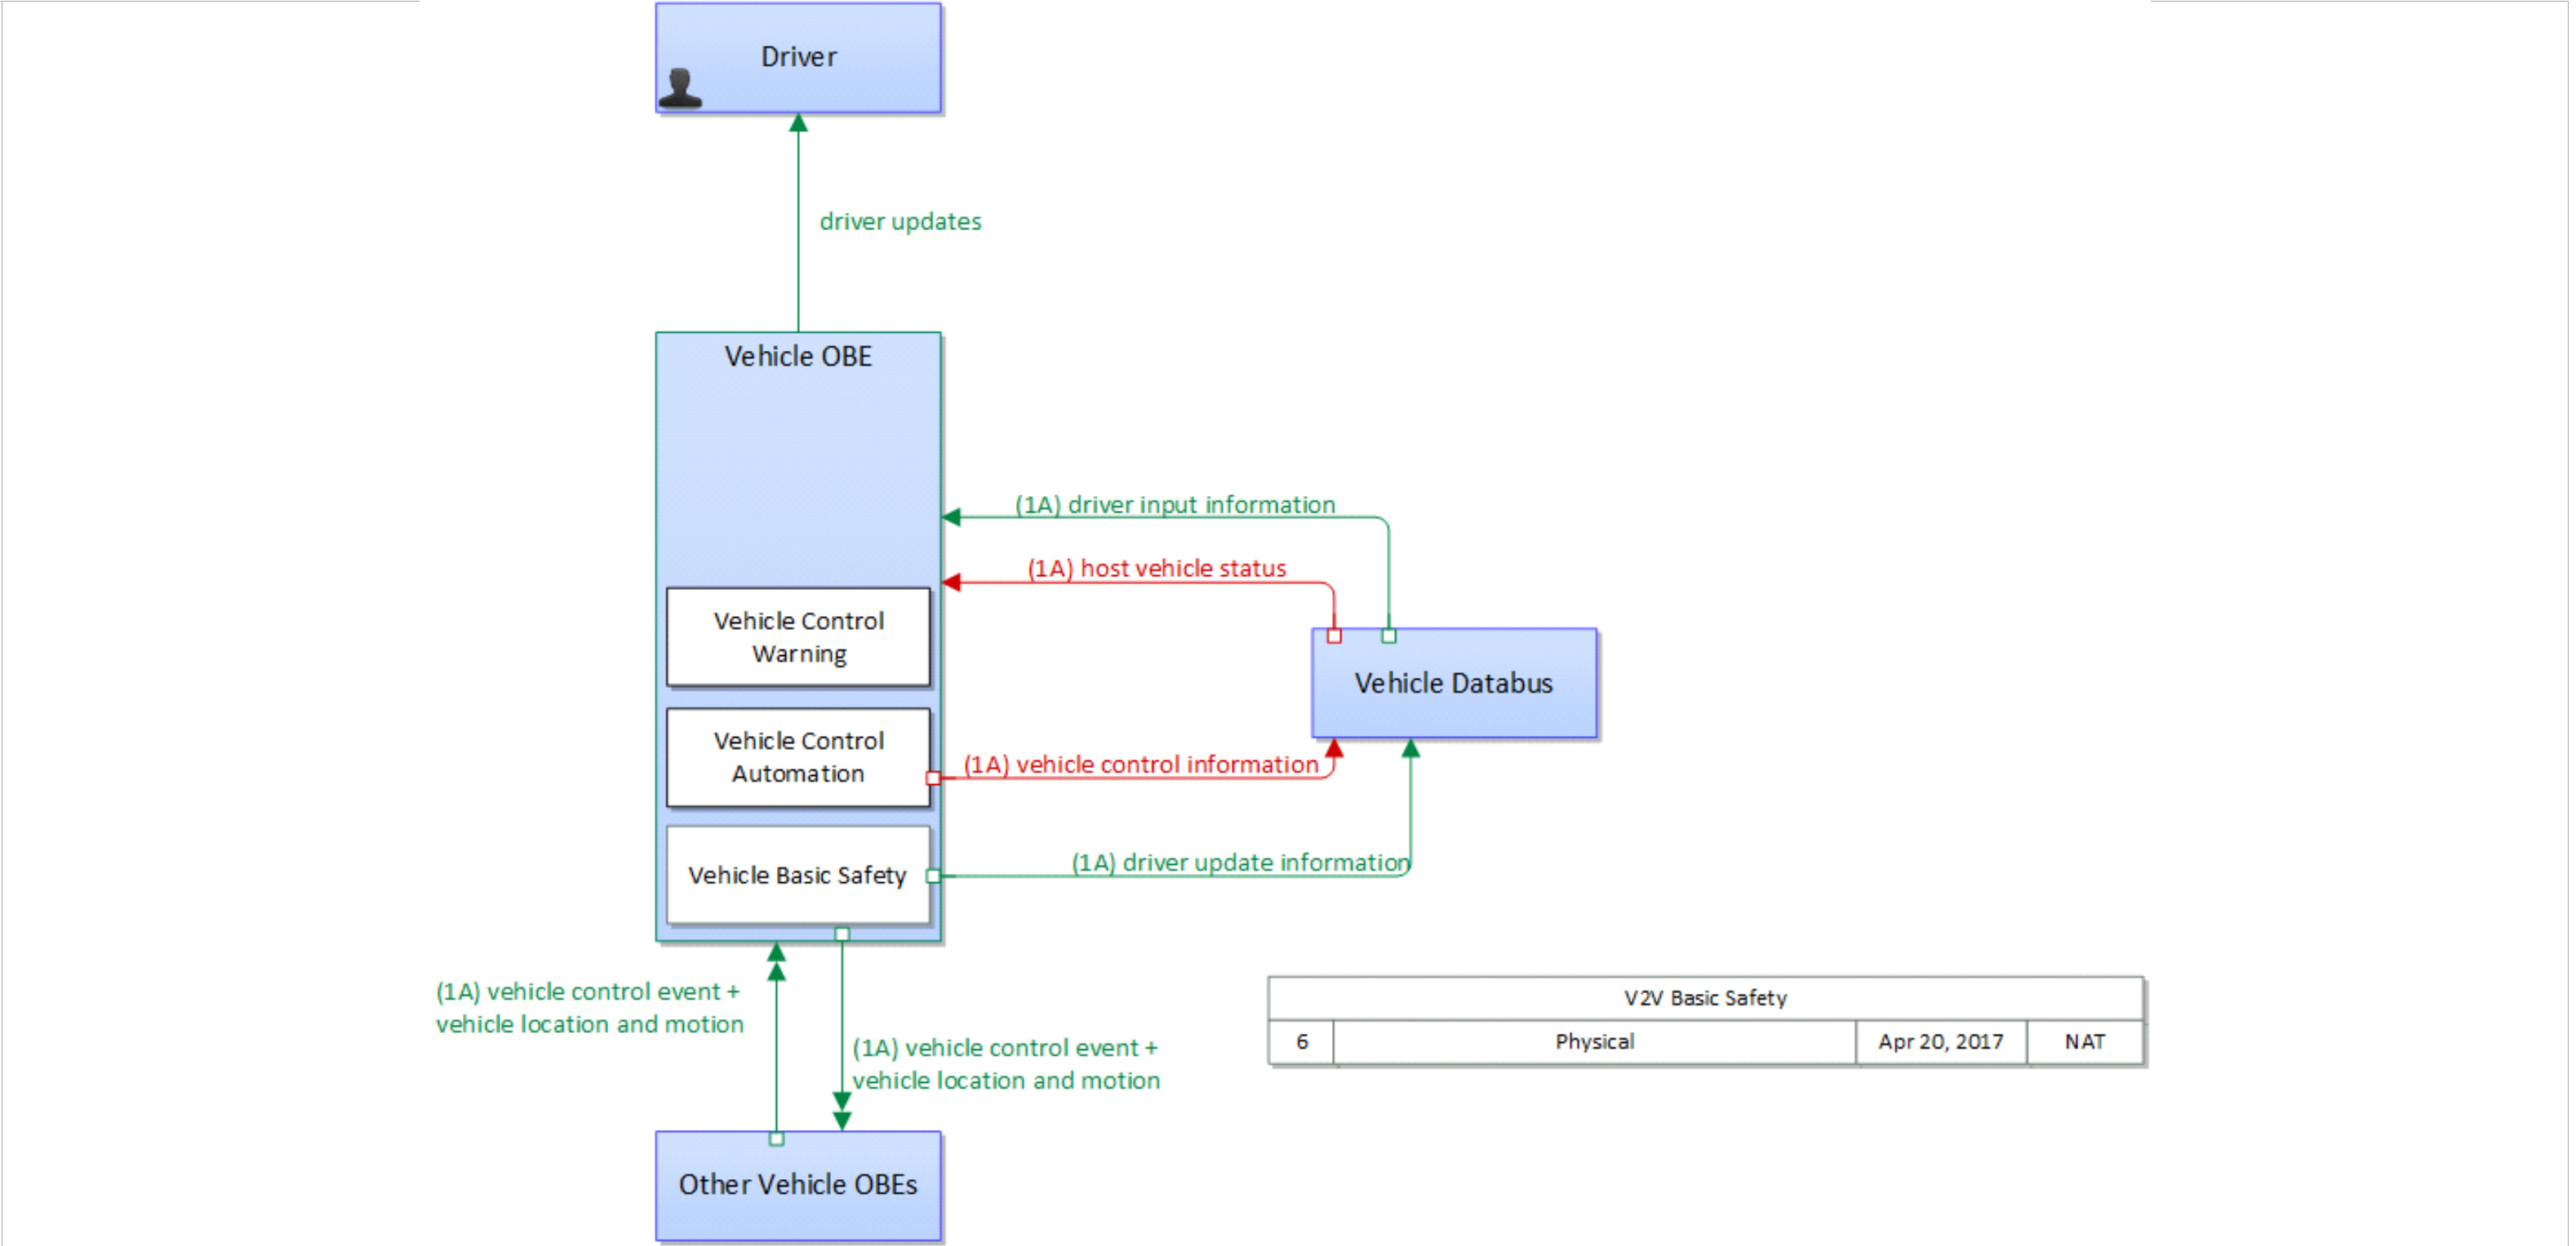 Driver
driver updates
Vehicle OBE
(1A) driver input information
(1A) host vehicle status
Vehicle Control
Warning
Vehicle Databus
Vehicle Control
Automation
(1A) vehicle control information
(1A) driver update information
Vehicle Basic Safety
(1A) vehicle control event +
vehicle location and motion
(1A) vehicle control event +
vehicle location and motion
V2V Basic Safety
6 Physical Apr 20, 2017 NAT
Other Vehicle OBEs